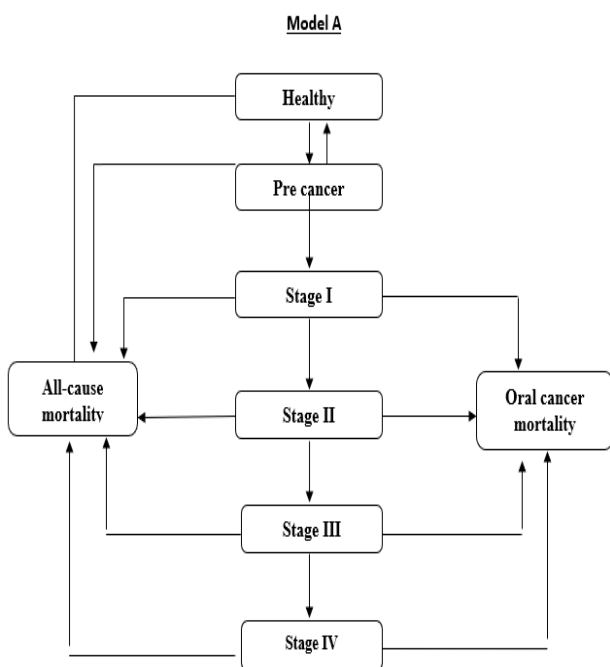 Model A
Healthy
Pre cancer
Stage I
All-cause
mortality
Stage II
Oral cancer
mortality
Stage III
Stage IV